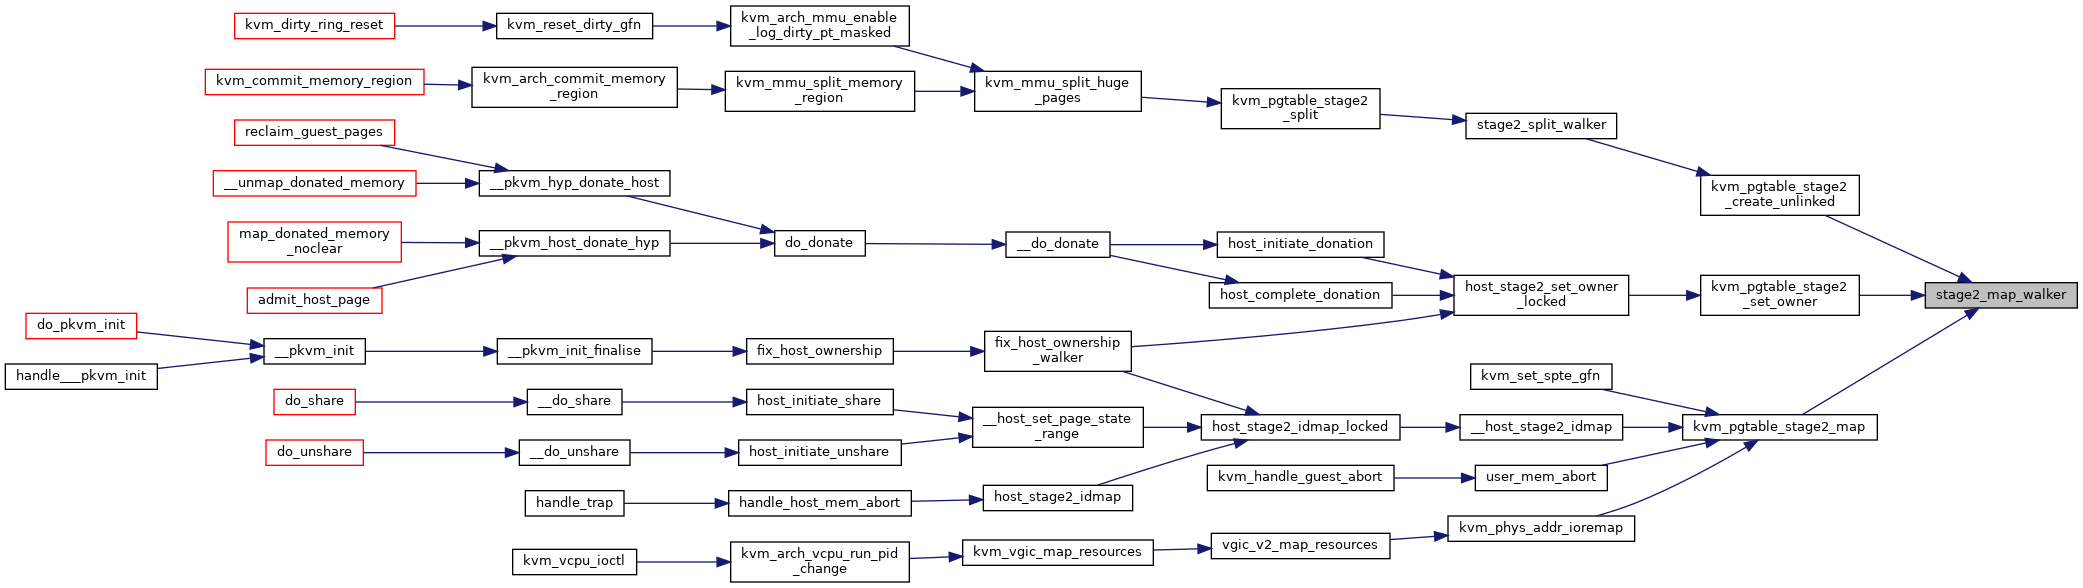 kvm_dirty_ring_reset
kvm_reset_dirty_gfn
kvm_arch_mmu_enable
_log_dirty_pt_masked
kvm_commit_memory_region
kvm_arch_commit_memory
_region
kvm_mmu_split_memory
_region
kvm_mmu_split_huge
_pages
kvm_pgtable_stage2
_split
stage2_split_walker
reclaim_guest_pages
__unmap_donated_memory
__pkvm_hyp_donate_host
kvm_pgtable_stage2
_create_unlinked
map_donated_memory
_noclear
__pkvm_host_donate_hyp
do_donate
__do_donate
host_initiate_donation
admit_host_page
host_complete_donation
host_stage2_set_owner
_locked
kvm_pgtable_stage2
_set_owner
stage2_map_walker
do_pkvm_init
handle___pkvm_init
__pkvm_init
__pkvm_init_finalise
fix_host_ownership
fix_host_ownership
_walker
kvm_set_spte_gfn
do_share
__do_share
host_initiate_share
__host_set_page_state
_range
host_stage2_idmap_locked
__host_stage2_idmap
kvm_pgtable_stage2_map
do_unshare
__do_unshare
host_initiate_unshare
kvm_handle_guest_abort
user_mem_abort
handle_trap
handle_host_mem_abort
host_stage2_idmap
kvm_phys_addr_ioremap
kvm_vcpu_ioctl
kvm_arch_vcpu_run_pid
_change
kvm_vgic_map_resources
vgic_v2_map_resources